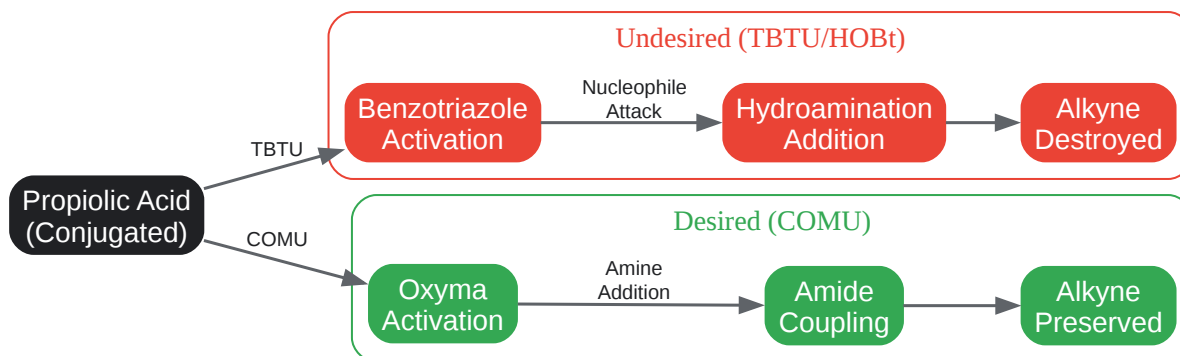 Undesired (TBTU/HOBt)
Benzotriazole
Activation
Nucleophile
Attack
Hydroamination
Addition
Alkyne
Destroyed
TBTU
Propiolic Acid
(Conjugated)
COMU
Desired (COMU)
Oxyma
Activation
Amine
Addition
Amide
Coupling
Alkyne
Preserved